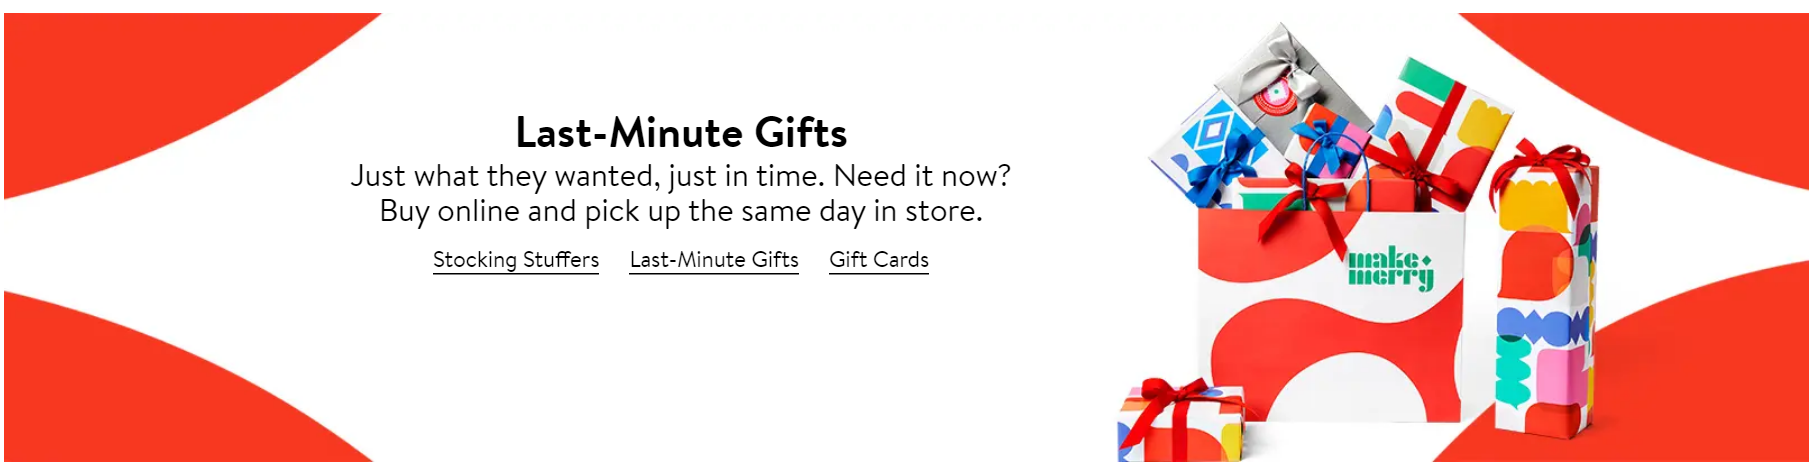 Last-Minute Gifts
Just what they wanted, just in time. Need it now?
Buy online and pick up the same day in store.
Stocking Stuffers Last-Minute Gifts Gift Cards
make
merry